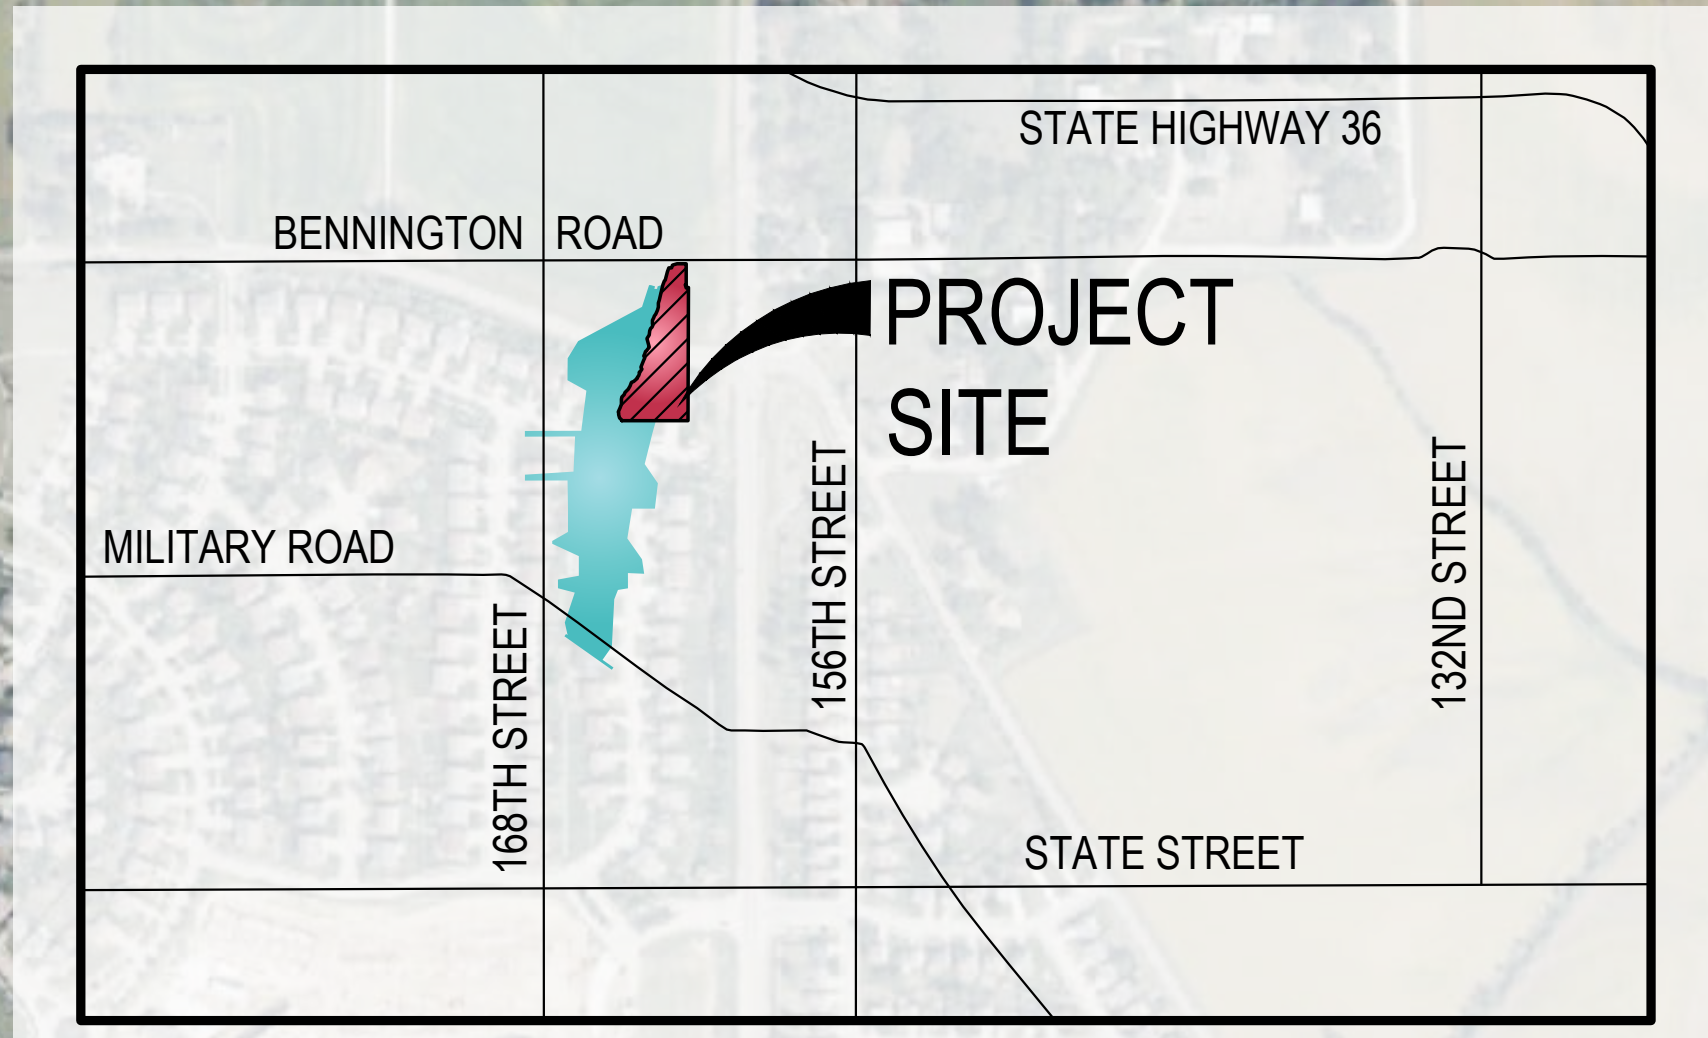 STATE HIGHWAY 36
BENNINGTON ROAD
PROJECT
SITE
MILITARY ROAD
168TH STREET
156TH STREET
132ND STREET
STATE STREET